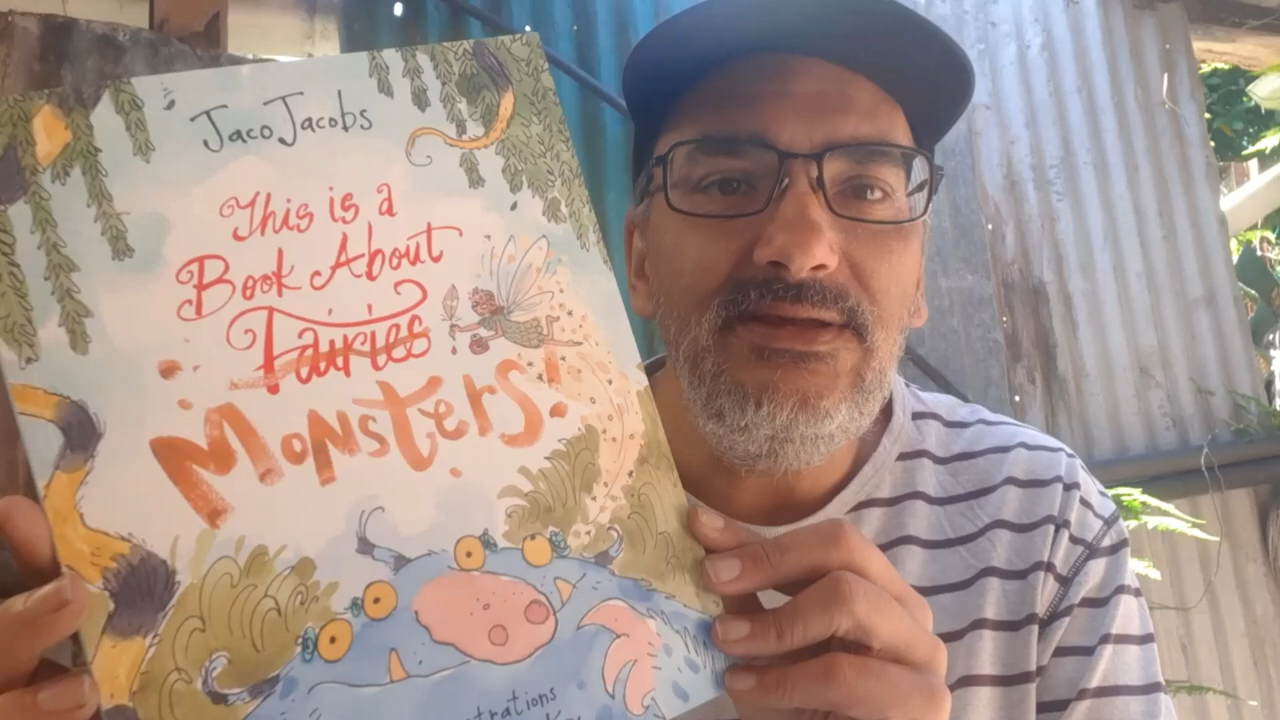 Jaco Jacobs
This is a
Book About
Fairies
Monsters!